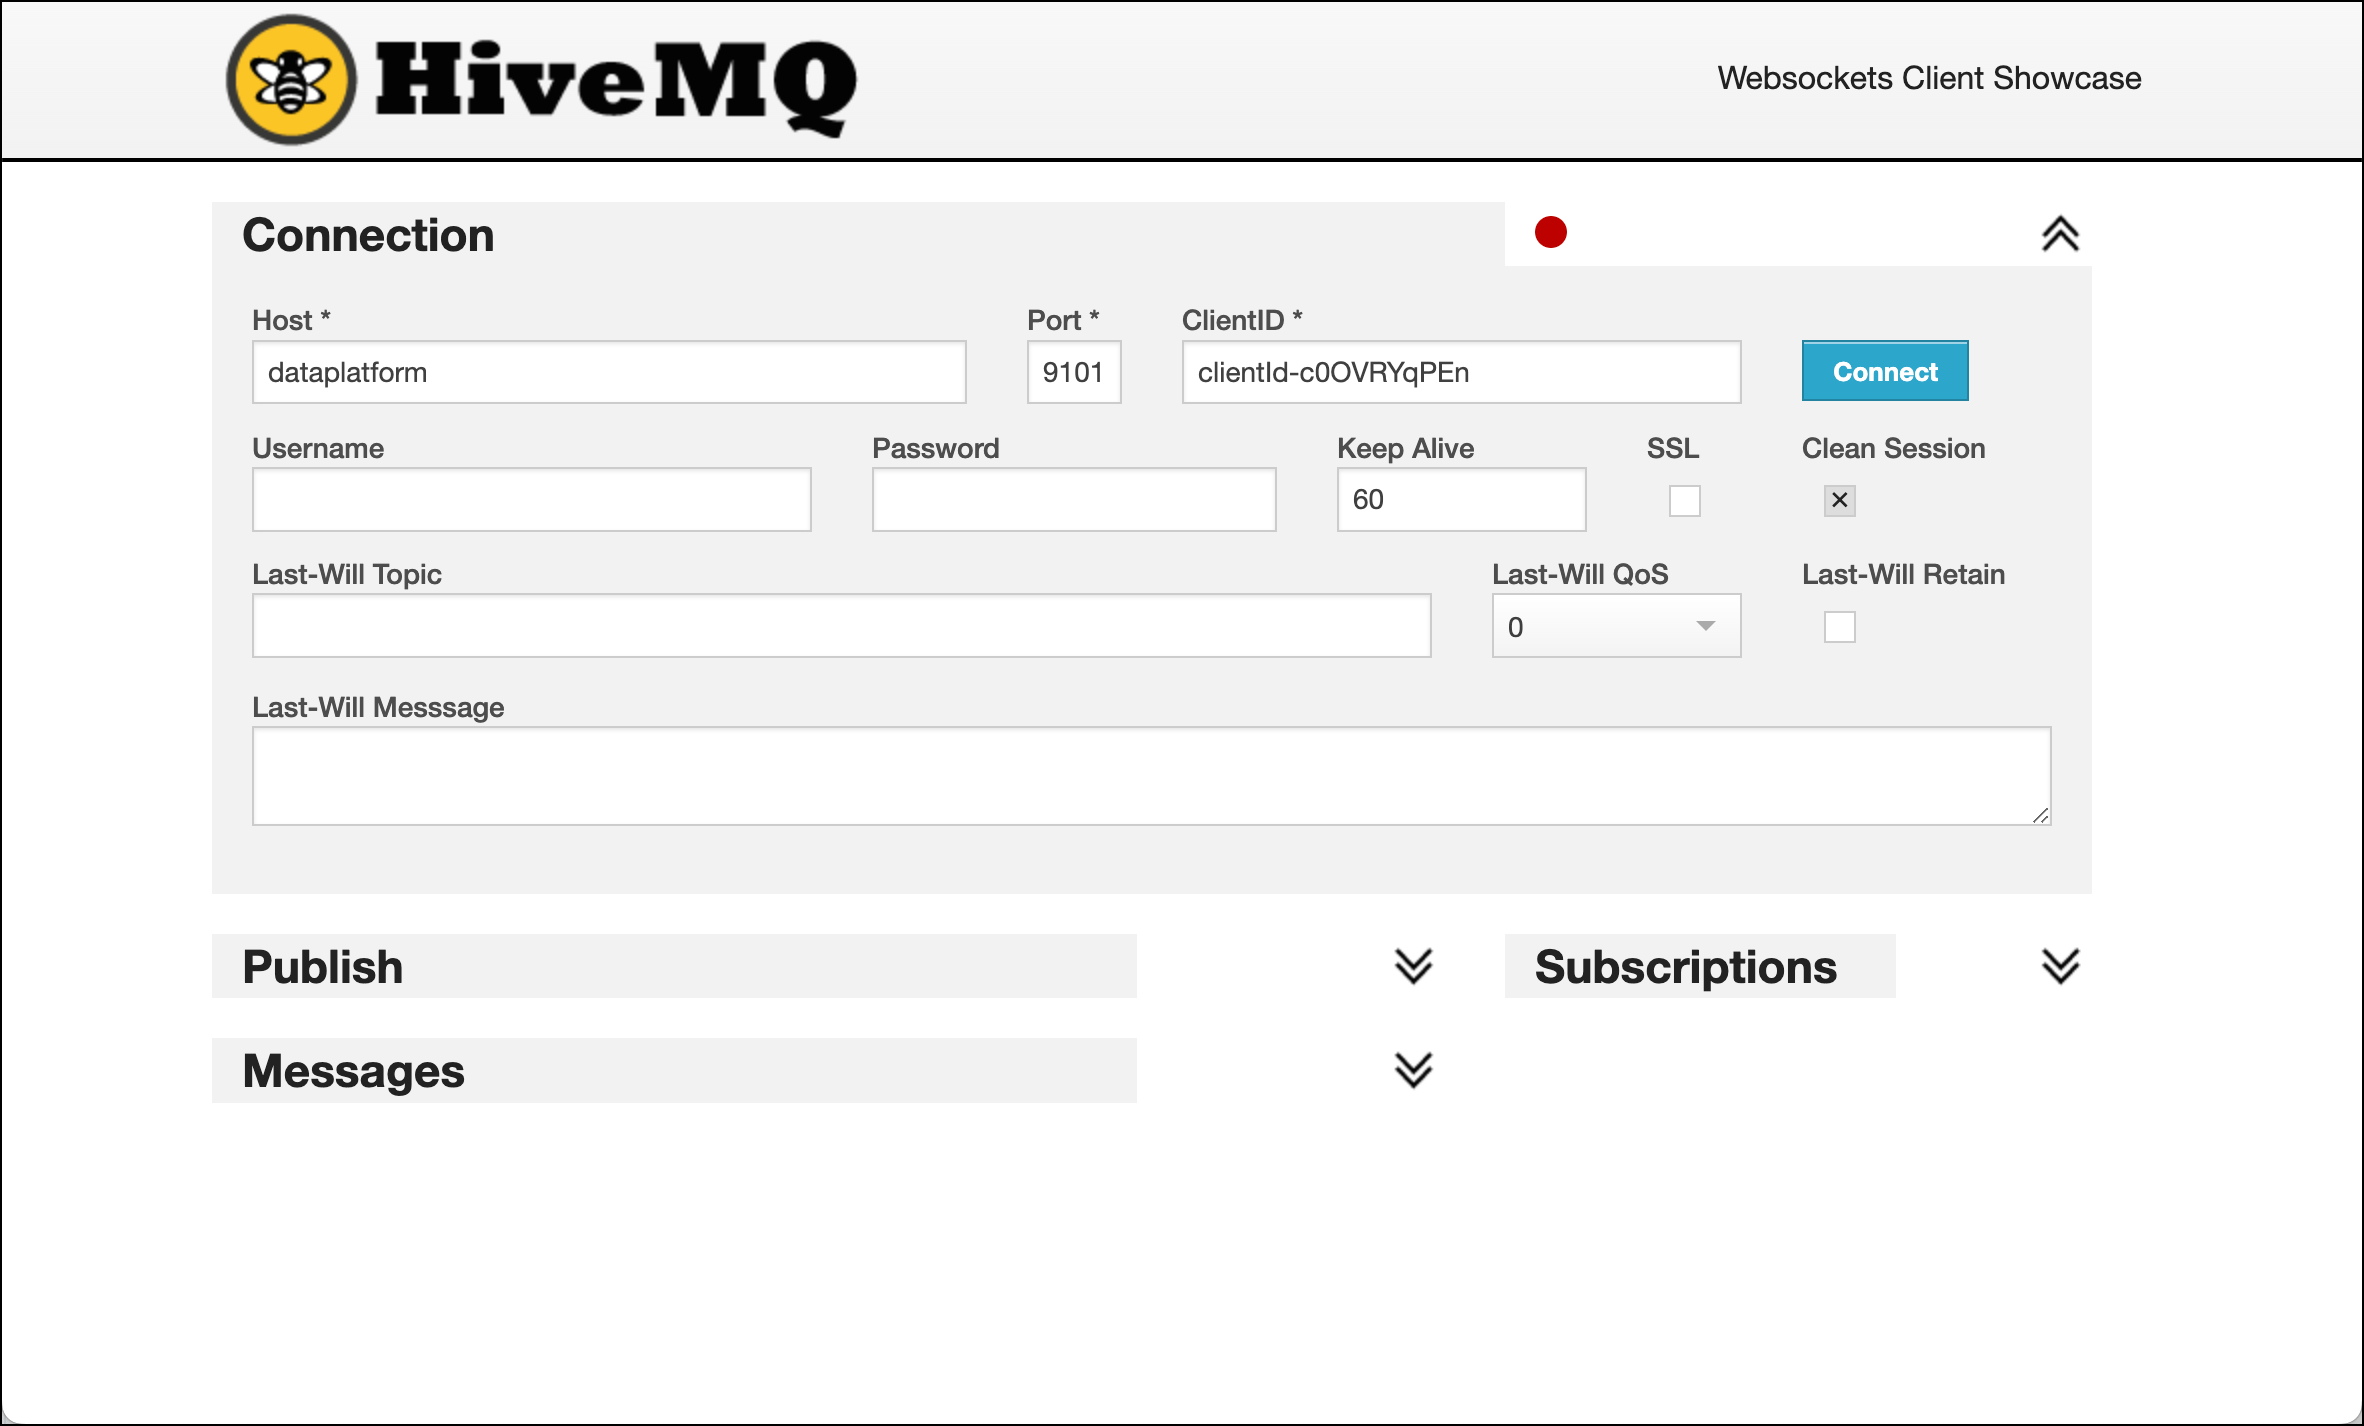 HiveMQ
Websockets Client Showcase
Connection
Host * Port * ClientID *
dataplatform 9101 clientId-c0OVRYqPEn Connect
Username Password Keep Alive SSL Clean Session
60
Last-Will Topic Last-Will QoS Last-Will Retain
0
Last-Will Messsage
Publish Subscriptions
Messages